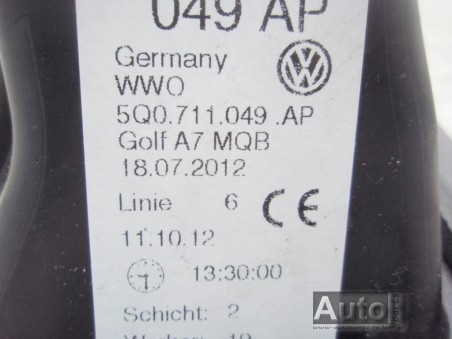 049 AP
Germany
WWO
5Q0.711.049 .AP
Golf A7 MQB
18.07.2012
Linie 6 CE
11.10.12
13:30:00
Schicht: 2
Auto